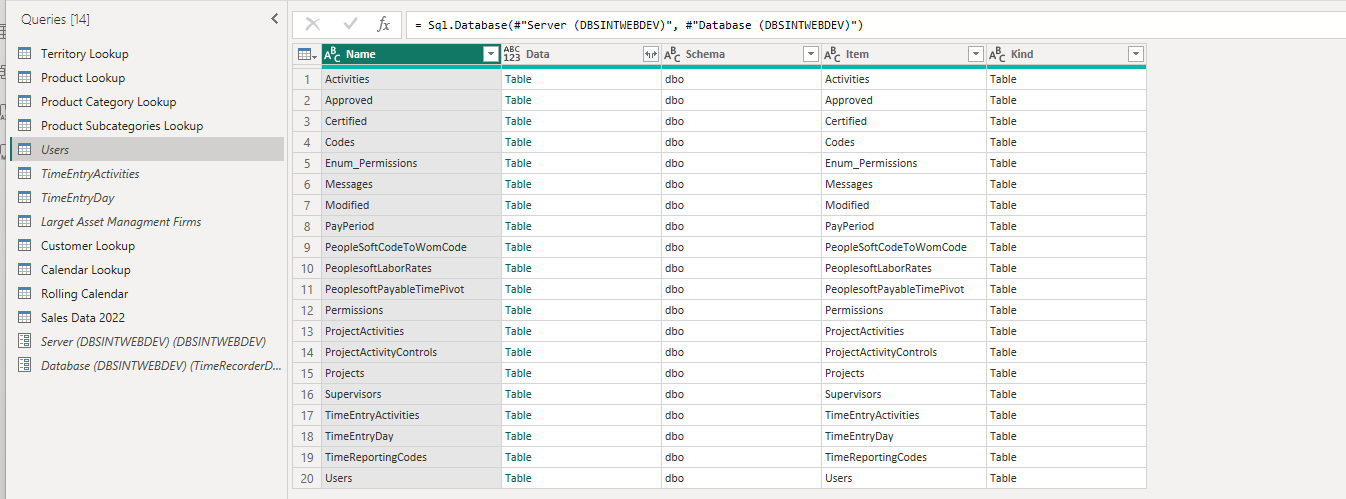 Queries [14]
= Sql.Database(#"Server (DBSINTWEBDEV)", #"Database (DBSINTWEBDEV)")
Territory Lookup
Product Lookup
Product Category Lookup
Product Subcategories Lookup
Users
TimeEntryActivities
TimeEntryDay
Larget Asset Managment Firms
Customer Lookup
Calendar Lookup
Rolling Calendar
Sales Data 2022
Server (DBSINTWEBDEV) (DBSINTWEBDEV)
Database (DBSINTWEBDEV) (TimeRecorderD...
ABC Name ABC 123 Data ABC Schema ABC Item ABC Kind
1 Activities Table dbo Activities Table
2 Approved Table dbo Approved Table
3 Certified Table dbo Certified Table
4 Codes Table dbo Codes Table
5 Enum_Permissions Table dbo Enum_Permissions Table
6 Messages Table dbo Messages Table
7 Modified Table dbo Modified Table
8 PayPeriod Table dbo PayPeriod Table
9 PeopleSoftCodeToWomCode Table dbo PeopleSoftCodeToWomCode Table
10 PeoplesoftLaborRates Table dbo PeoplesoftLaborRates Table
11 PeoplesoftPayableTimePivot Table dbo PeoplesoftPayableTimePivot Table
12 Permissions Table dbo Permissions Table
13 ProjectActivities Table dbo ProjectActivities Table
14 ProjectActivityControls Table dbo ProjectActivityControls Table
15 Projects Table dbo Projects Table
16 Supervisors Table dbo Supervisors Table
17 TimeEntryActivities Table dbo TimeEntryActivities Table
18 TimeEntryDay Table dbo TimeEntryDay Table
19 TimeReportingCodes Table dbo TimeReportingCodes Table
20 Users Table dbo Users Table